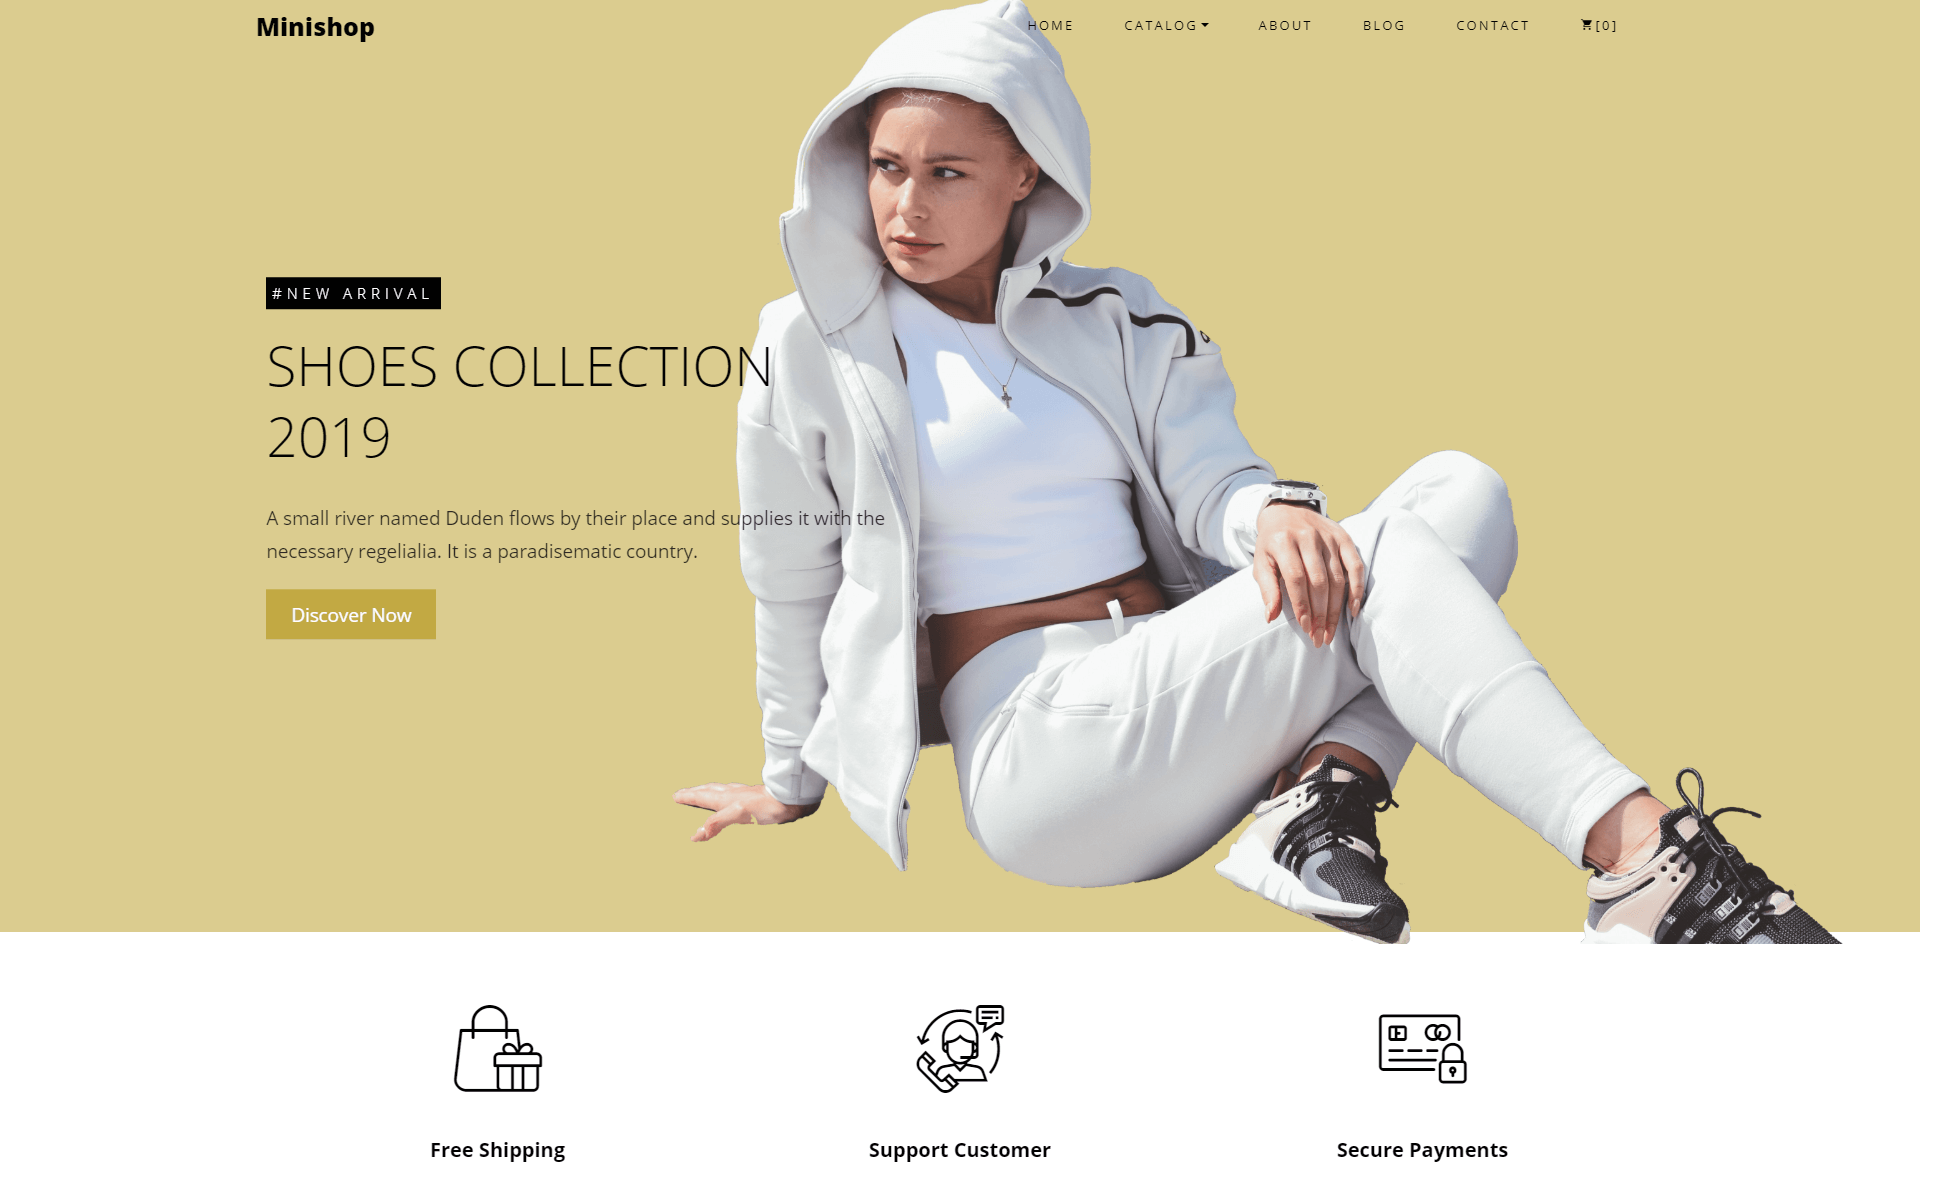 Minishop
HOME CATALOG ABOUT BLOG CONTACT [0]
#NEW ARRIVAL
SHOES COLLECTION
2019
A small river named Duden flows by their place and supplies it with the
necessary regelialia. It is a paradisematic country.
Discover Now
Free Shipping
Support Customer
Secure Payments